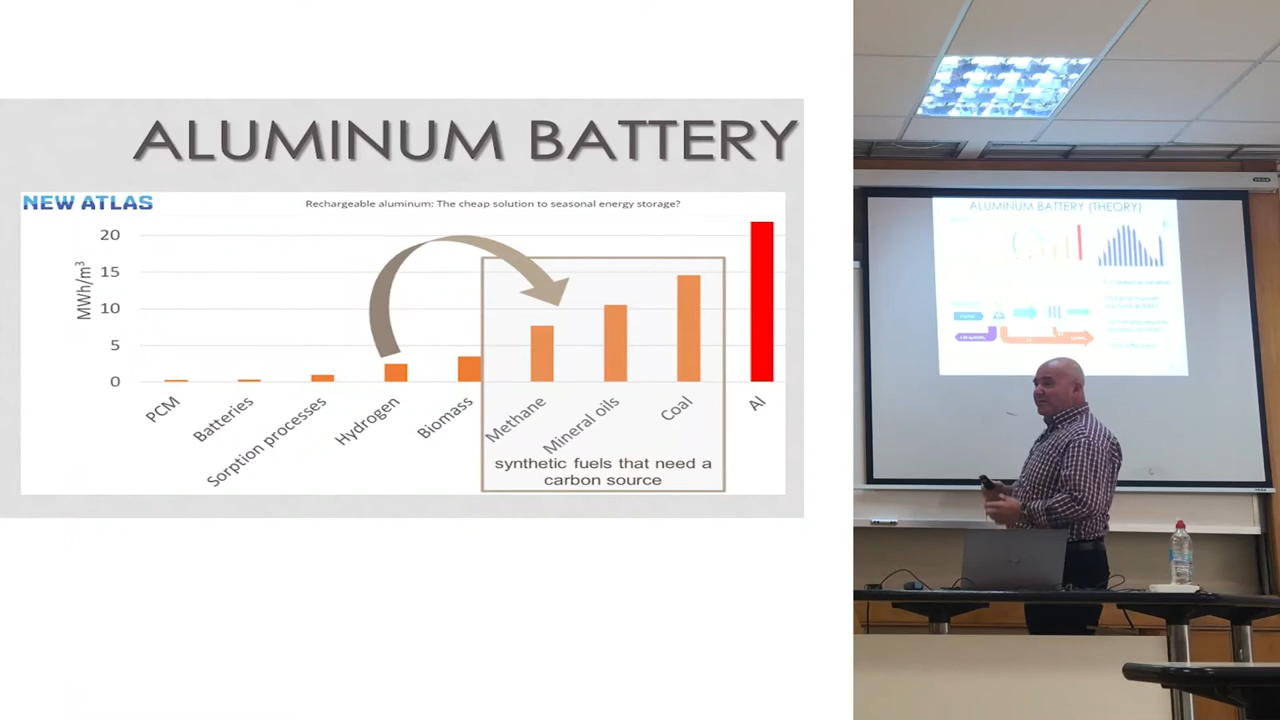 ALUMINUM BATTERY
NEW ATLAS
Rechargeable aluminum: The cheap solution to seasonal energy storage?
MWh/m³
20
15
10
5
0
PCM
Batteries
Sorption processes
Hydrogen
Biomass
Methane
Mineral oils
Coal
Al
synthetic fuels that need a
carbon source
ALUMINUM BATTERY (THEORY)